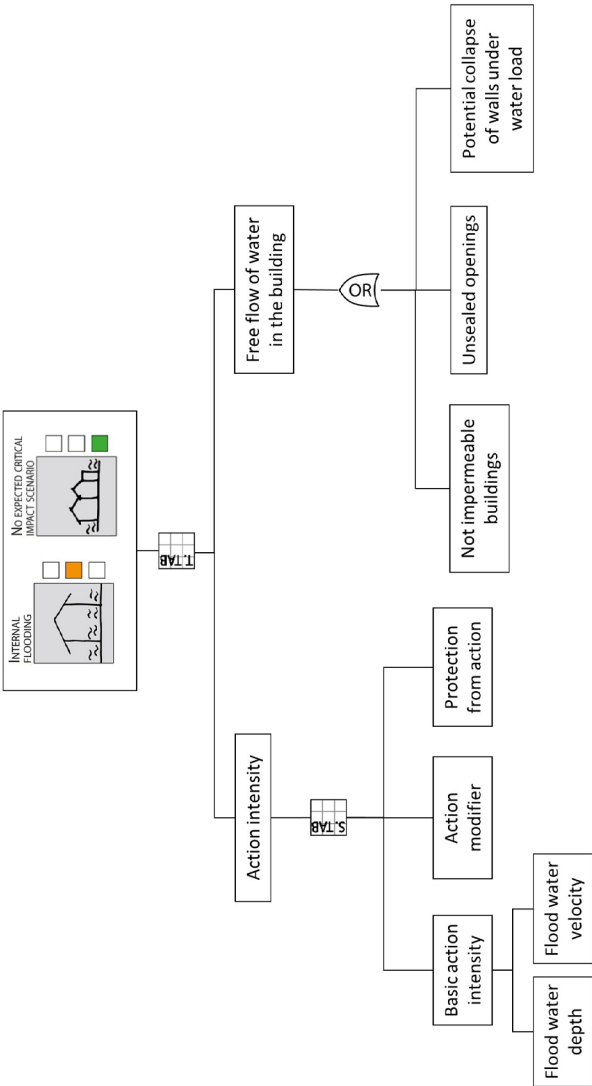 INTERNAL
FLOODING
NO EXPECTED CRITICAL
IMPACT SCENARIO
T. TAB
Action intensity
Free flow of water
in the building
S. TAB
OR
Basic action
intensity
Action
modifier
Protection
from action
Not impermeable
buildings
Unsealed openings
Potential collapse
of walls under
water load
Flood water
depth
Flood water
velocity